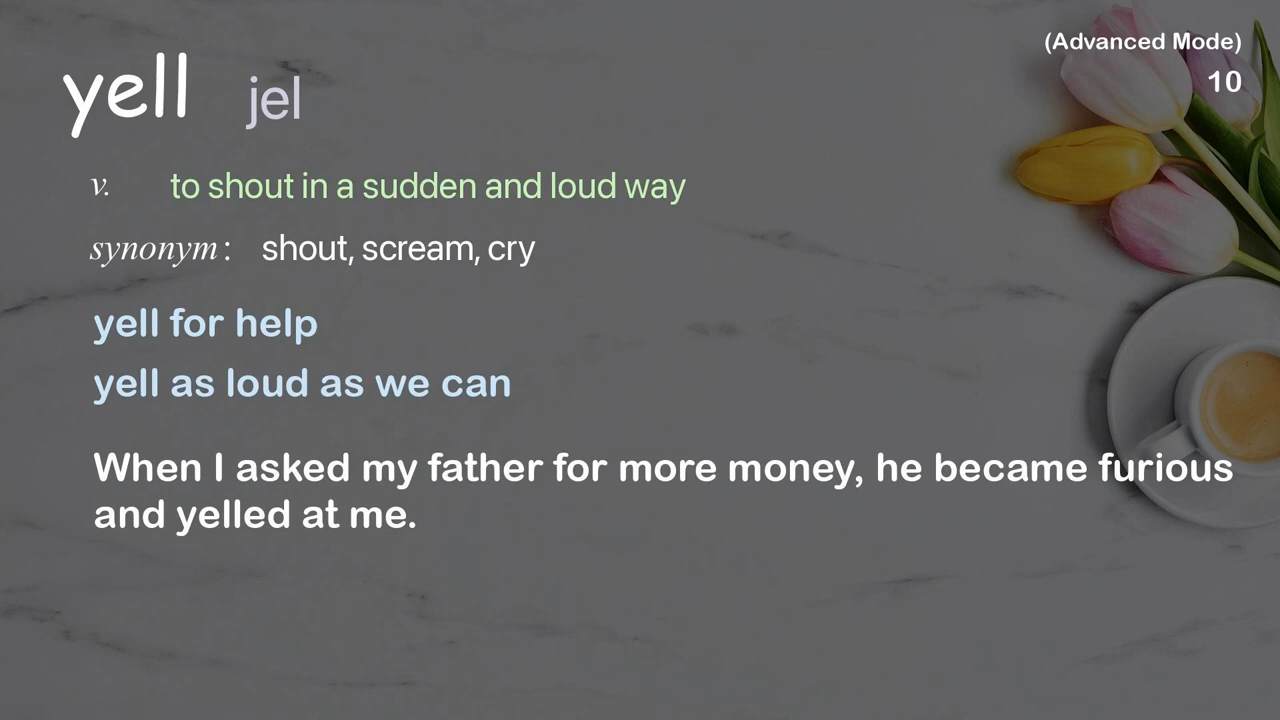 (Advanced Mode)
yell jel
10
v. to shout in a sudden and loud way
synonym: shout, scream, cry
yell for help
yell as loud as we can
When I asked my father for more money, he became furious
and yelled at me.